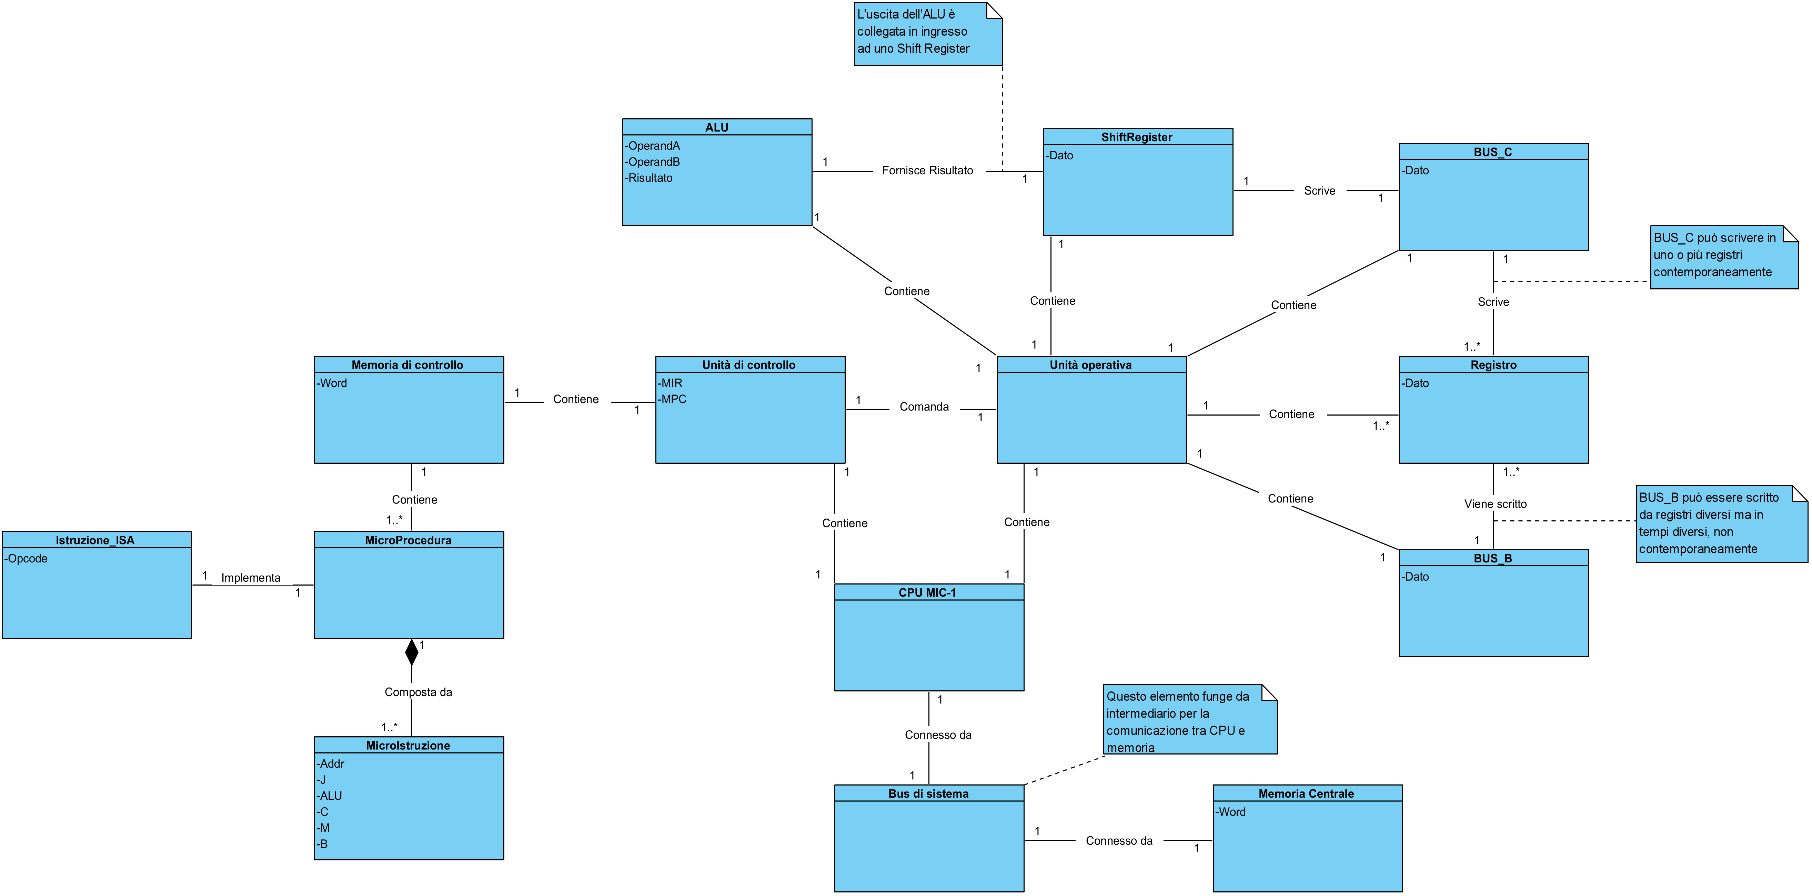 L'uscita dell'ALU è
collegata in ingresso
ad uno Shift Register
ALU
-OperandA
-OperandB
-Risultato
1
Fornisce Risultato
1
ShiftRegister
-Dato
1
Scrive
1
BUS_C
-Dato
BUS_C può scrivere in
uno o più registri
contemporaneamente
1
Contiene
1
1
Contiene
1
1
Contiene
1
1
Scrive
1..*
Memoria di controllo
-Word
1
Contiene
1
Unità di controllo
-MIR
-MPC
1
Comanda
1
Unità operativa
1
Contiene
1..*
Registro
-Dato
1
Contiene
1..*
1
Contiene
1
1
Contiene
1
1
Contiene
1
1..*
Viene scritto
1
BUS_B può essere scritto
da registri diversi ma in
tempi diversi, non
contemporaneamente
Istruzione_ISA
-Opcode
1
Implementa
1
MicroProcedura
BUS_B
-Dato
CPU MIC-1
1
Composta da
1..*
MicroIstruzione
-Addr
-J
-ALU
-C
-M
-B
1
Connesso da
1
Questo elemento funge da
intermediario per la
comunicazione tra CPU e
memoria
Bus di sistema
1
Connesso da
1
Memoria Centrale
-Word